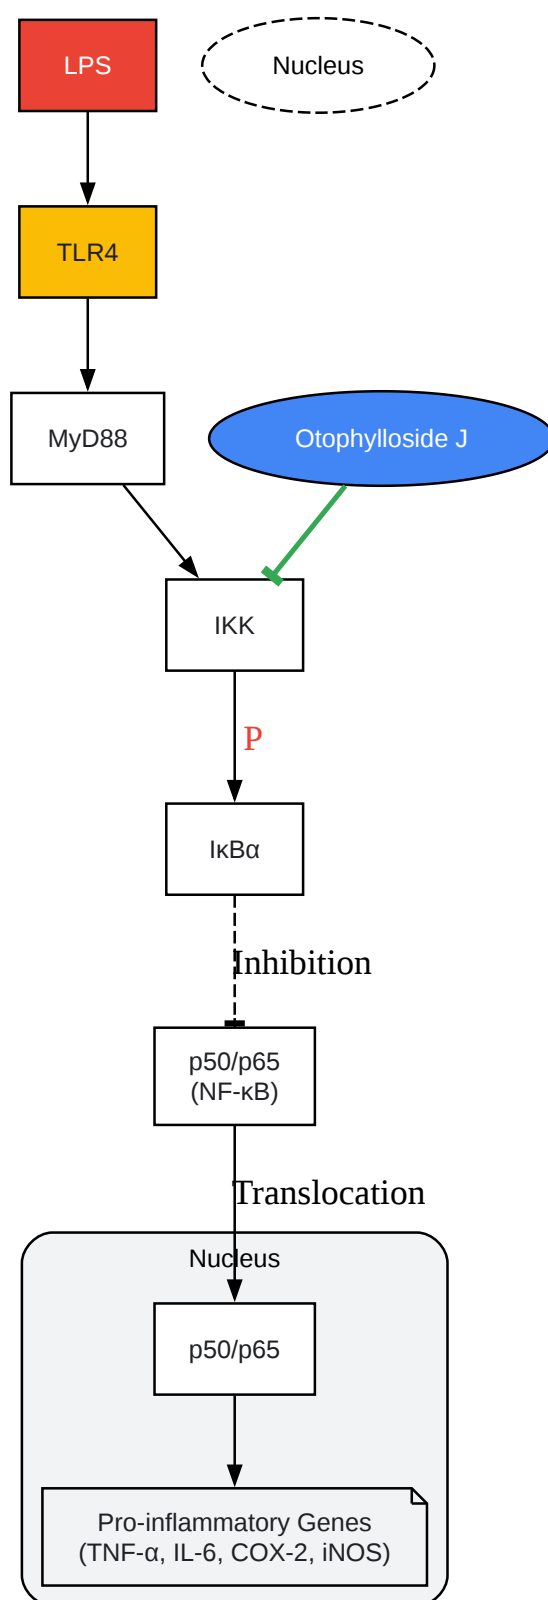 LPS
Nucleus
TLR4
MyD88
Otophylloside J
IKK
P
IκBα
Inhibition
p50/p65
(NF-κB)
Translocation
Nucleus
p50/p65
Pro-inflammatory Genes
(TNF-α, IL-6, COX-2, iNOS)